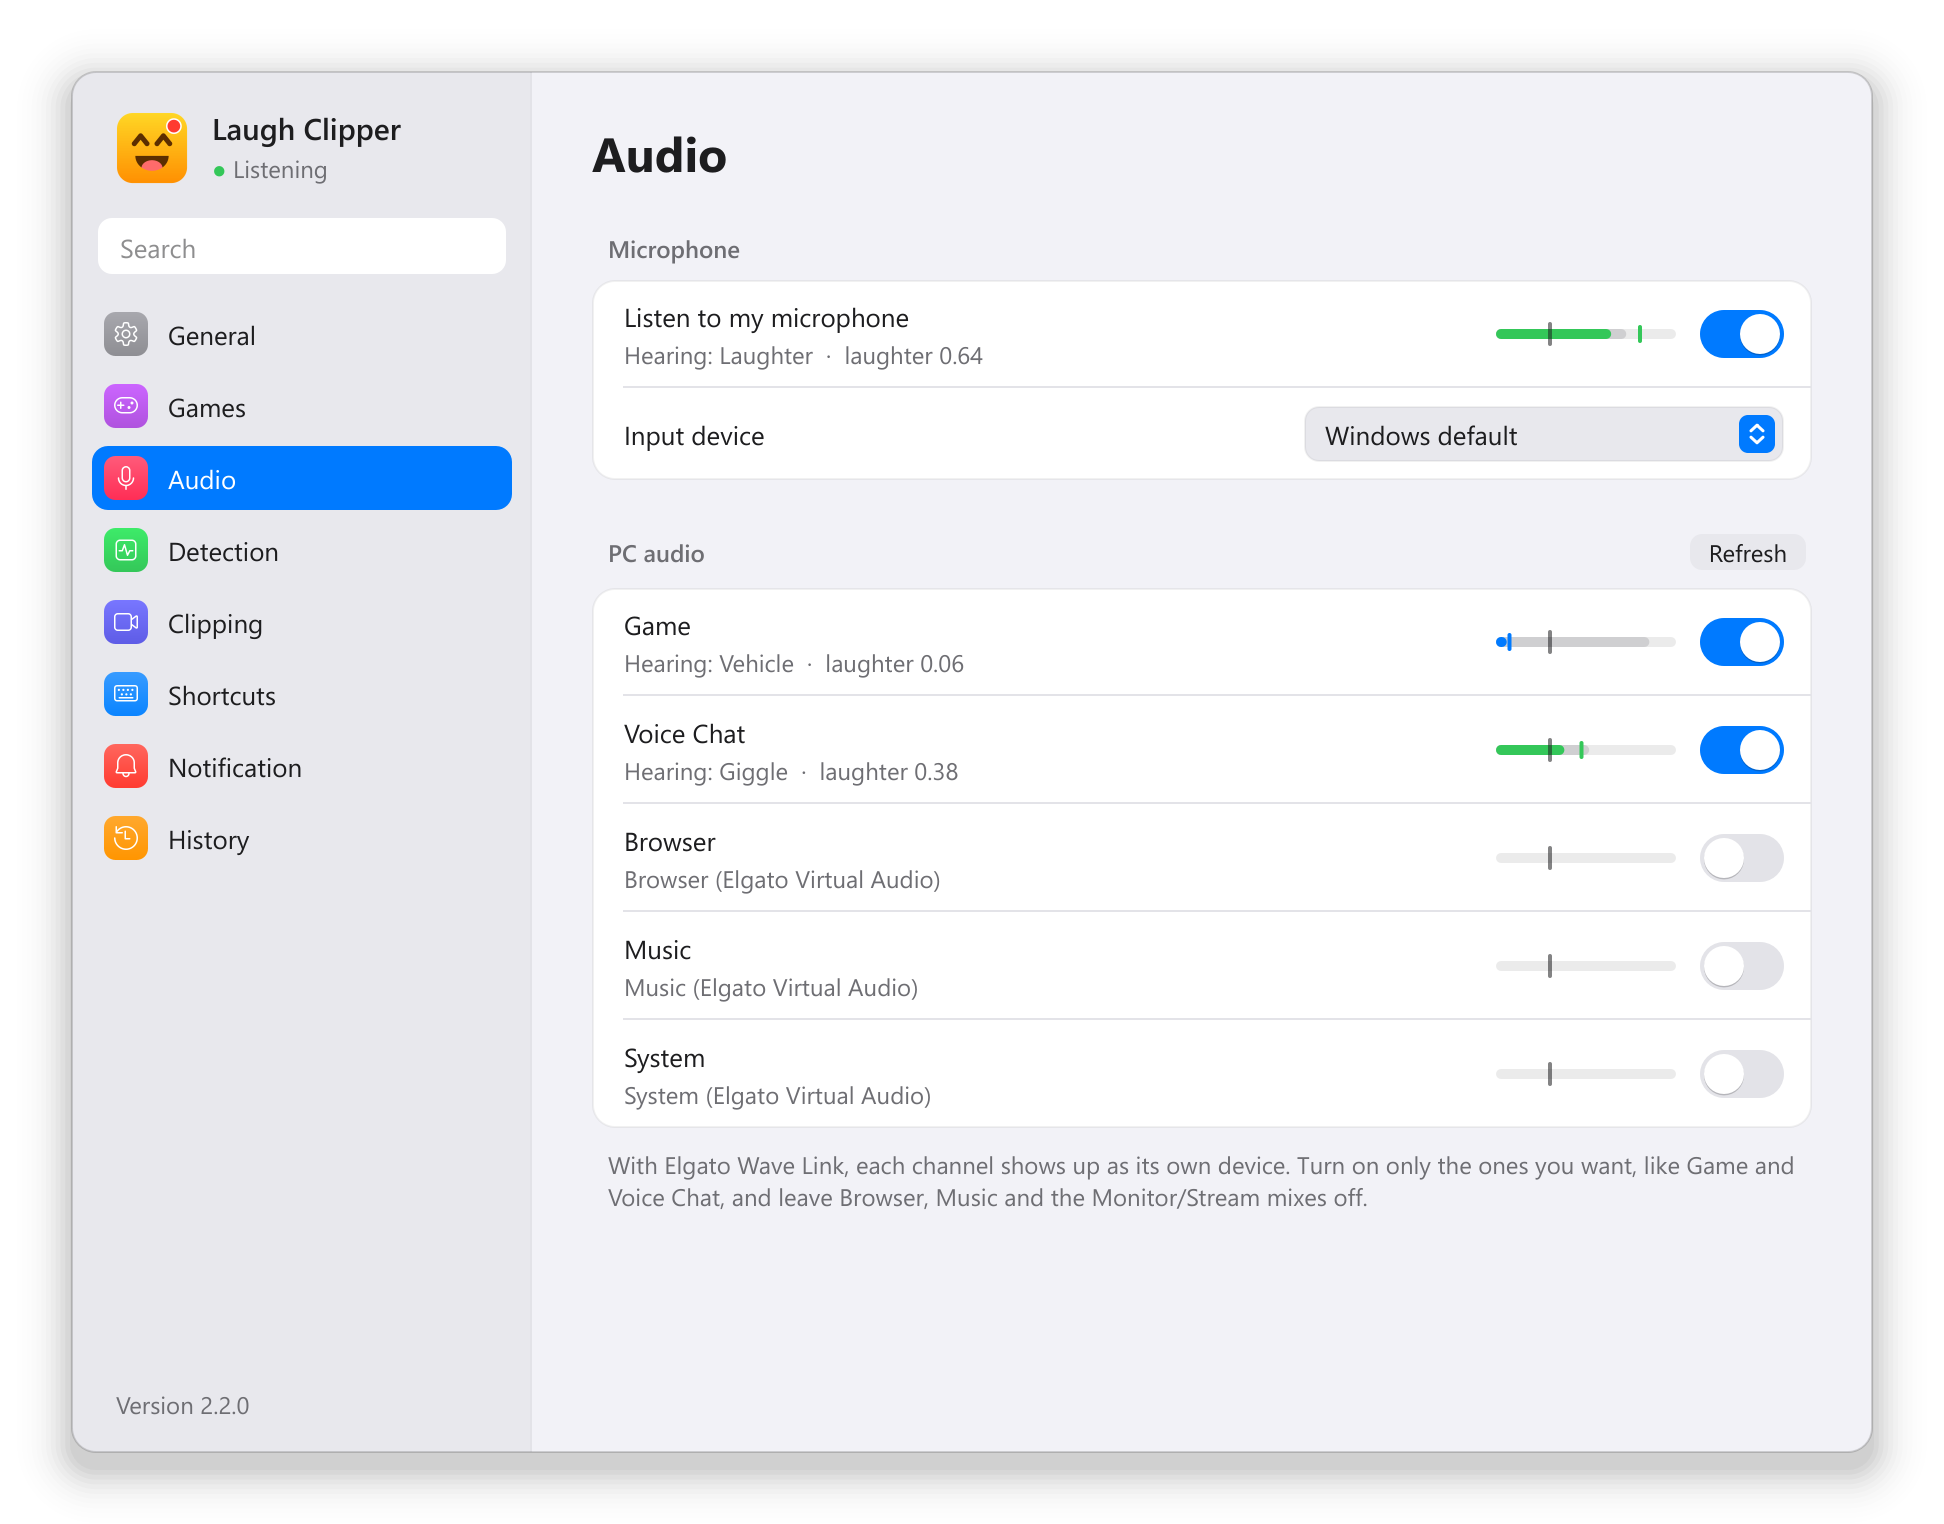 Laugh Clipper
Listening
Search
General
Games
Audio
Detection
Clipping
Shortcuts
Notification
History
Version 2.2.0
Audio
Microphone
Listen to my microphone
Hearing: Laughter · laughter 0.64
Input device
Windows default
PC audio
Refresh
Game
Hearing: Vehicle · laughter 0.06
Voice Chat
Hearing: Giggle · laughter 0.38
Browser
Browser (Elgato Virtual Audio)
Music
Music (Elgato Virtual Audio)
System
System (Elgato Virtual Audio)
With Elgato Wave Link, each channel shows up as its own device. Turn on only the ones you want, like Game and
Voice Chat, and leave Browser, Music and the Monitor/Stream mixes off.